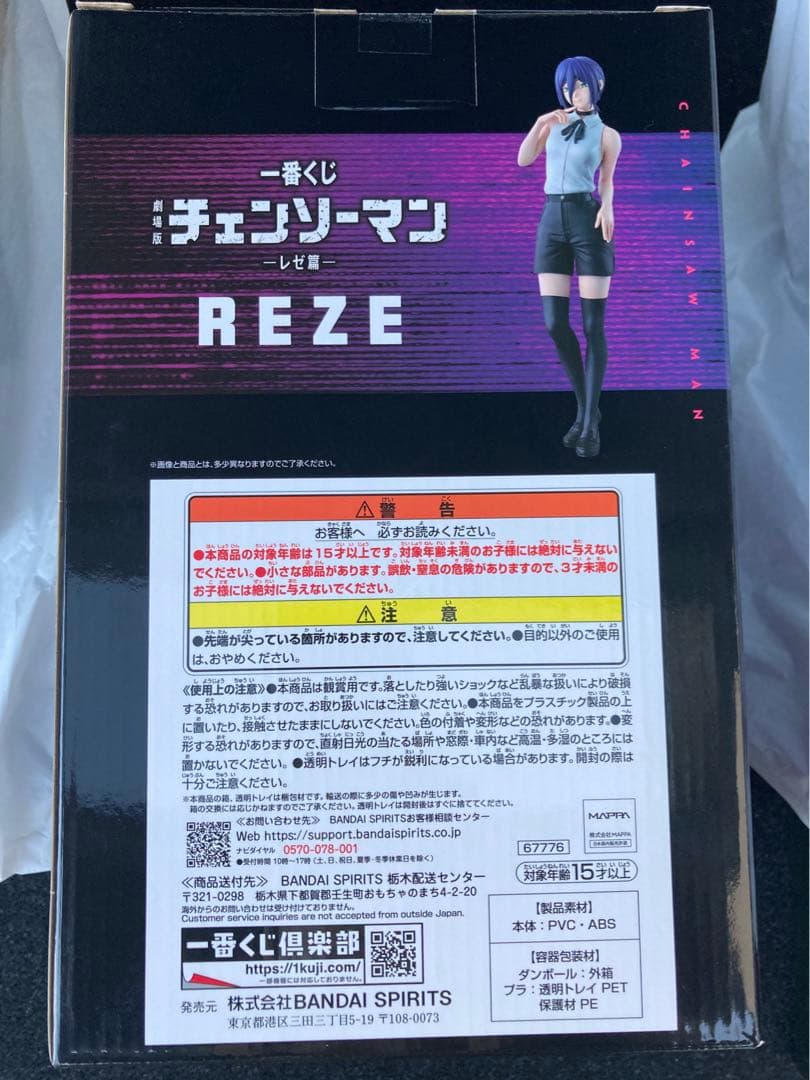 一番くじ
劇場版 チェンソーマン
―レゼ篇―
REZE
CHAINSAW MAN
※画像と商品とは、多少異なりますのでご了承ください。
⚠警告
お客様へ 必ずお読みください。
●本商品の対象年齢は15才以上です。対象年齢未満のお子様には絶対に与えない
でください。●小さな部品があります。誤飲・窒息の危険がありますので、3才未満の
お子様には絶対に与えないでください。
⚠注意
●先端が尖っている箇所がありますので、注意してください。●目的以外のご使用
は、おやめください。
《使用上の注意》●本商品は観賞用です。落としたり強いショックなど乱暴な扱いにより破損
する恐れがありますので、お取り扱いにはご注意ください。●本商品をプラスチック製品の上
に置いたり、接触させたままにしないでください。色の付着や変形などの恐れがあります。●変
形する恐れがありますので、直射日光の当たる場所や窓際・車内など高温・多湿のところには
置かないでください。●透明トレイはフチが鋭利になっている場合があります。開封の際は
十分ご注意ください。
※本商品の箱、透明トレイは梱包材です。輸送の際に多少の傷や凹みが生じます。
箱の交換には応じかねますのでご了承ください。透明トレイは開封後すぐに捨ててください。
≪お問い合わせ先≫ BANDAI SPIRITSお客様相談センター
Web https://support.bandaispirits.co.jp
ナビダイヤル 0570-078-001
●受付時間 10時～17時(土、日、祝日、夏季・冬季休業日を除く)
≪商品送付先≫ BANDAI SPIRITS 栃木配送センター
〒321-0298 栃木県下都賀郡壬生町おもちゃのまち4-2-20
海外からのお問い合わせは受け付けておりません。
Customer service inquiries are not accepted from outside Japan.
一番くじ倶楽部
https://1kuji.com/
一部機種には対応しておりません。
発売元 株式会社BANDAI SPIRITS
東京都港区三田三丁目5-19 〒108-0073
MAPPA
株式会社MAPPA
日本国内販売許諾
67776
対象年齢15才以上
【製品素材】
本体:PVC・ABS
【容器包装材】
ダンボール:外箱
プラ:透明トレイ PET
保護材 PE